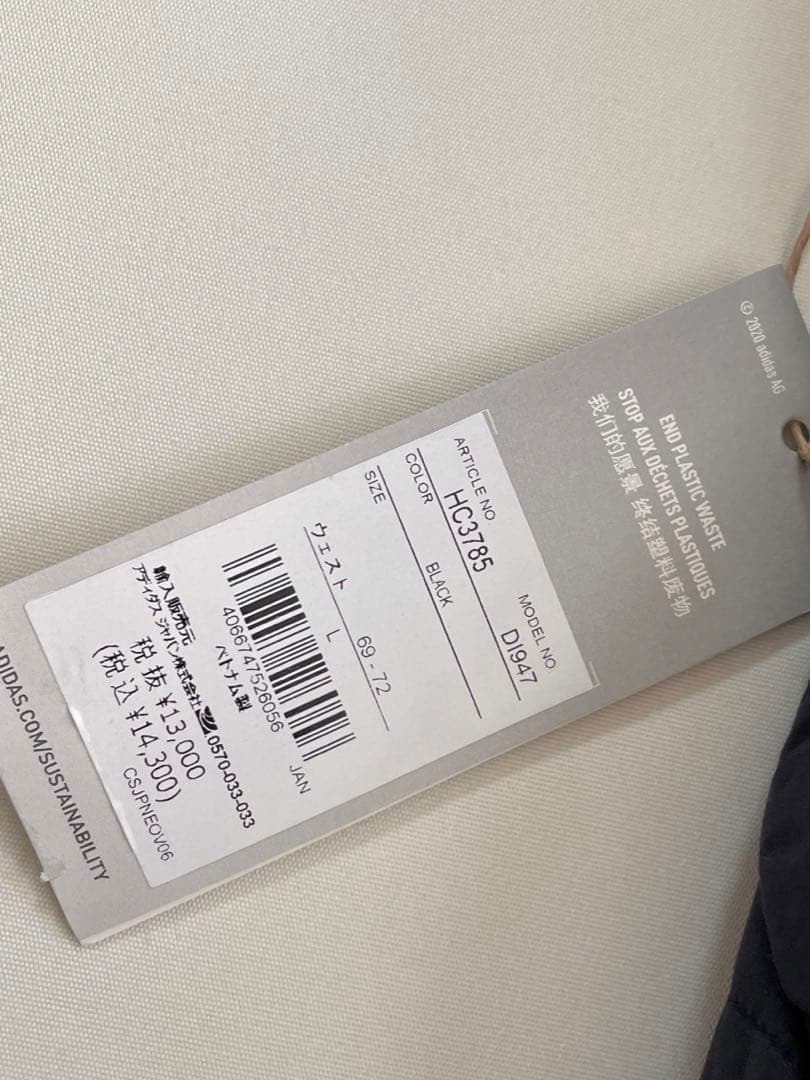 © 2020 adidas AG
END PLASTIC WASTE
STOP AUX DÉCHETS PLASTIQUES
我们的愿景 终结塑料废物
ARTICLE NO
MODEL NO.
HC3785
DI947
COLOR
BLACK
SIZE
ウェスト
69 - 72
L
4066747526056
JAN
ベトナム製
輸入販売元
アディダス ジャパン株式会社 0570-033-033
税抜 ¥13,000
(税込 ¥14,300)
CSJPNEOV06
ADIDAS.COM/SUSTAINABILITY